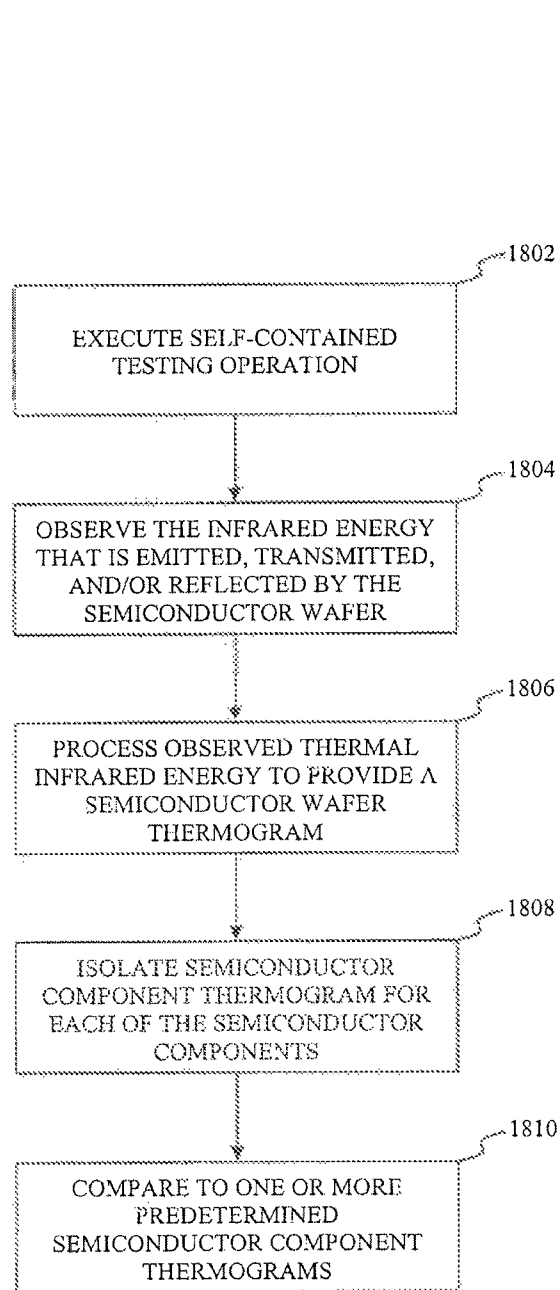 1802
EXECUTE SELF-CONTAINED
TESTING OPERATION
1804
OBSERVE THE INFRARED ENERGY
THAT IS EMITTED, TRANSMITTED,
AND/OR REFLECTED BY THE
SEMICONDUCTOR WAFER
1806
PROCESS OBSERVED THERMAL
INFRARED ENERGY TO PROVIDE A
SEMICONDUCTOR WAFER
THERMOGRAM
1808
ISOLATE SEMICONDUCTOR
COMPONENT THERMOGRAM FOR
EACH OF THE SEMICONDUCTOR
COMPONENTS
1810
COMPARE TO ONE OR MORE
PREDETERMINED
SEMICONDUCTOR COMPONENT
THERMOGRAMS